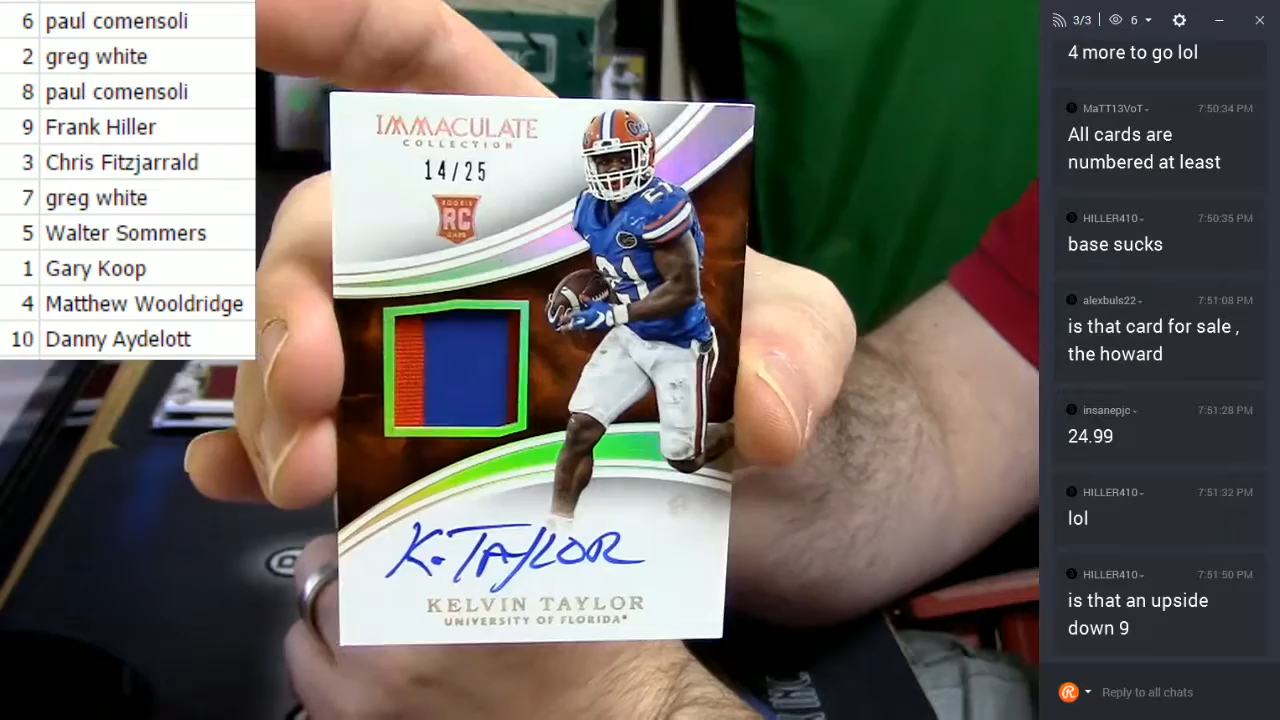 6 paul comensoli
2 greg white
8 paul comensoli
9 Frank Hiller
3 Chris Fitzjarrald
7 greg white
5 Walter Sommers
1 Gary Koop
4 Matthew Wooldridge
10 Danny Aydelott
IMMACULATE
COLLECTION
14/25
ROOKIE
RC
CARD
21
21
K. TAYLOR
KELVIN TAYLOR
UNIVERSITY OF FLORIDA®
3/3
6
4 more to go lol
MaTT13VoT 7:50:34 PM
All cards are
numbered at least
HILLER410 7:50:35 PM
base sucks
alexbuls22 7:51:08 PM
is that card for sale ,
the howard
insanepjc 7:51:28 PM
24.99
HILLER410 7:51:32 PM
lol
HILLER410 7:51:50 PM
is that an upside
down 9
Reply to all chats